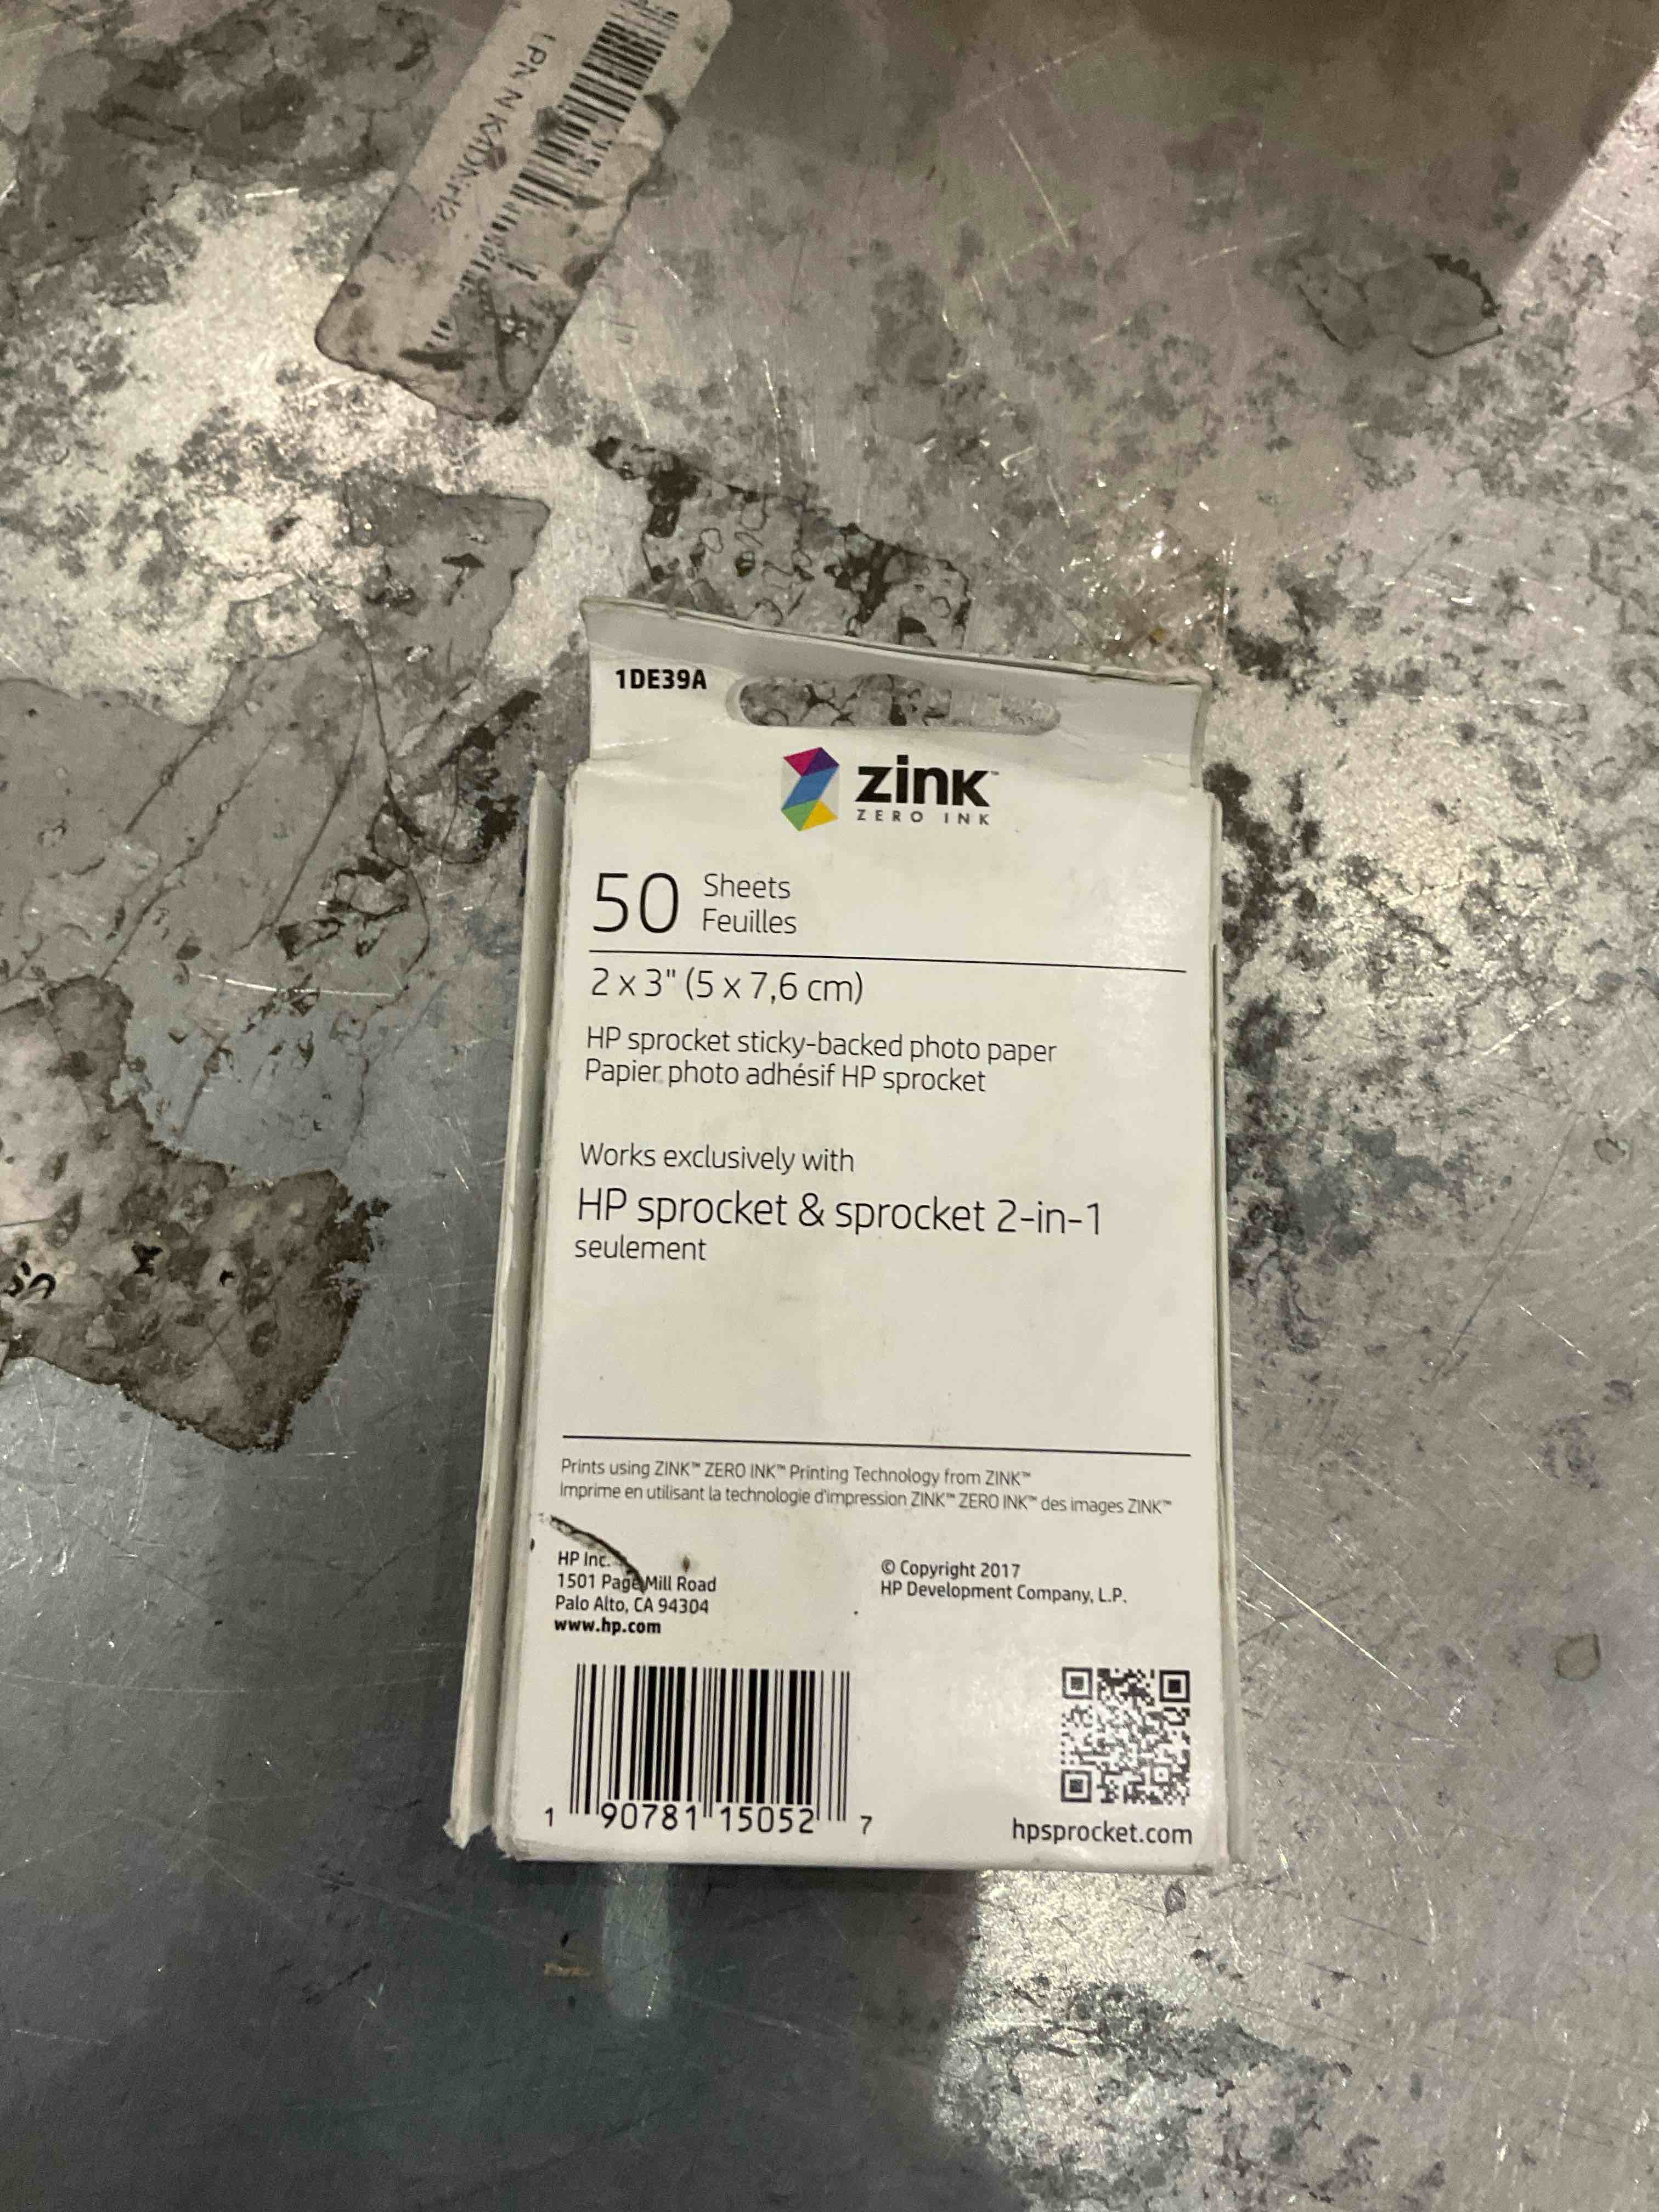 1DE39A
zink™
ZERO INK
50 Sheets
Feuilles
2 x 3" (5 x 7,6 cm)
HP sprocket sticky-backed photo paper
Papier photo adhésif HP sprocket
Works exclusively with
HP sprocket & sprocket 2-in-1
seulement
Prints using ZINK™ ZERO INK™ Printing Technology from ZINK™
Imprime en utilisant la technologie d'impression ZINK™ ZERO INK™ des images ZINK™
HP Inc.
1501 Page Mill Road
Palo Alto, CA 94304
www.hp.com
© Copyright 2017
HP Development Company, L.P.
1 90781 15052 7
hpsprocket.com